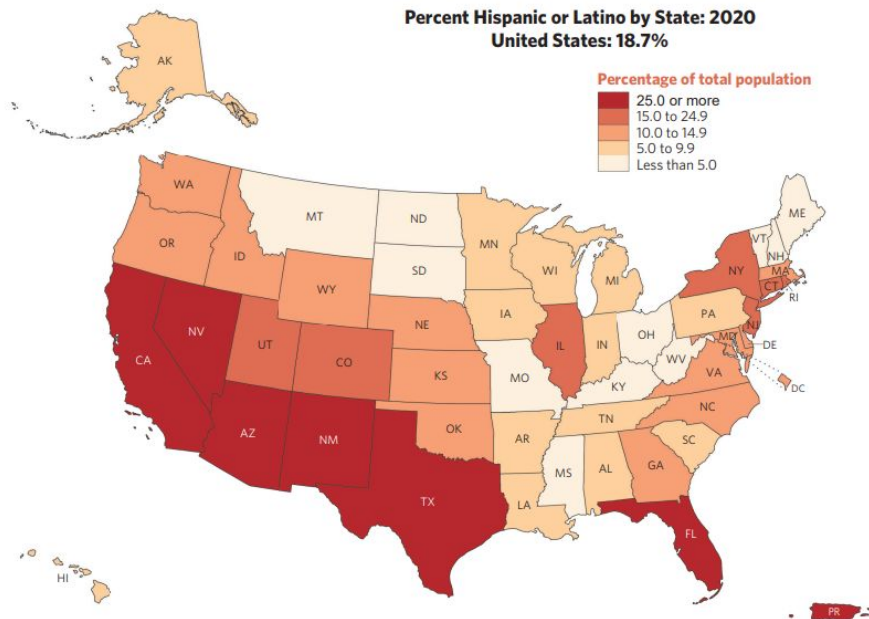 Percent Hispanic or Latino by State: 2020
United States: 18.7%
Percentage of total population
25.0 or more
15.0 to 24.9
10.0 to 14.9
5.0 to 9.9
Less than 5.0
AK
WA
MT
ND
MN
ME
VT
NH
OR
ID
WY
SD
WI
MI
NY
MA
CT
RI
NV
UT
CO
NE
IA
IL
IN
OH
PA
NJ
CA
KS
MO
KY
WV
MD
DE
VA
DC
AZ
NM
OK
AR
TN
NC
TX
LA
MS
AL
GA
SC
FL
HI
PR